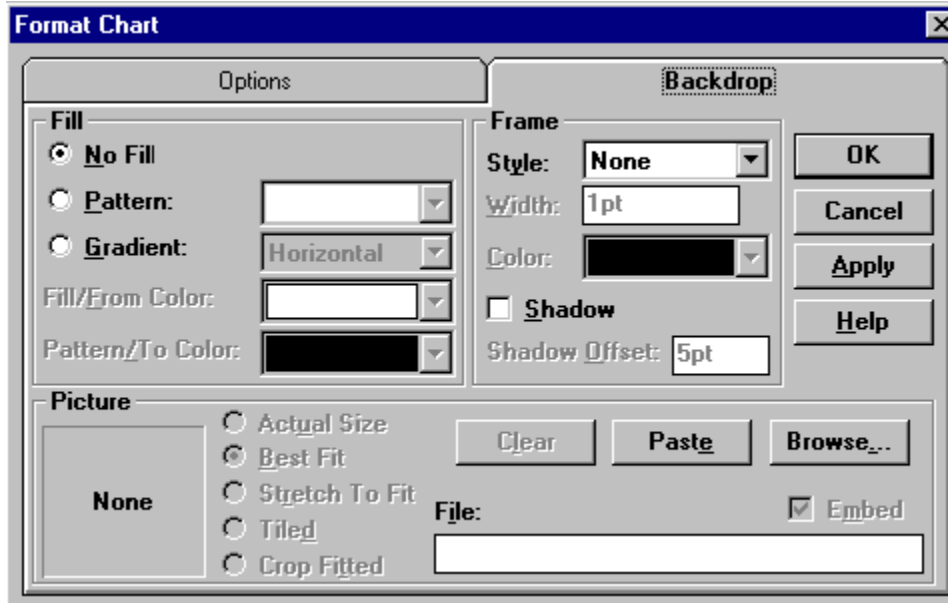 Format Chart
Options
Backdrop
Fill
No Fill
Pattern:
Gradient:
Horizontal
Fill/From Color:
Pattern/To Color:
Frame
Style:
None
Width:
1pt
Color:
Shadow
Shadow Offset:
5pt
OK
Cancel
Apply
Help
Picture
None
Actual Size
Best Fit
Stretch To Fit
Tiled
Crop Fitted
Clear
Paste
Browse...
File:
Embed